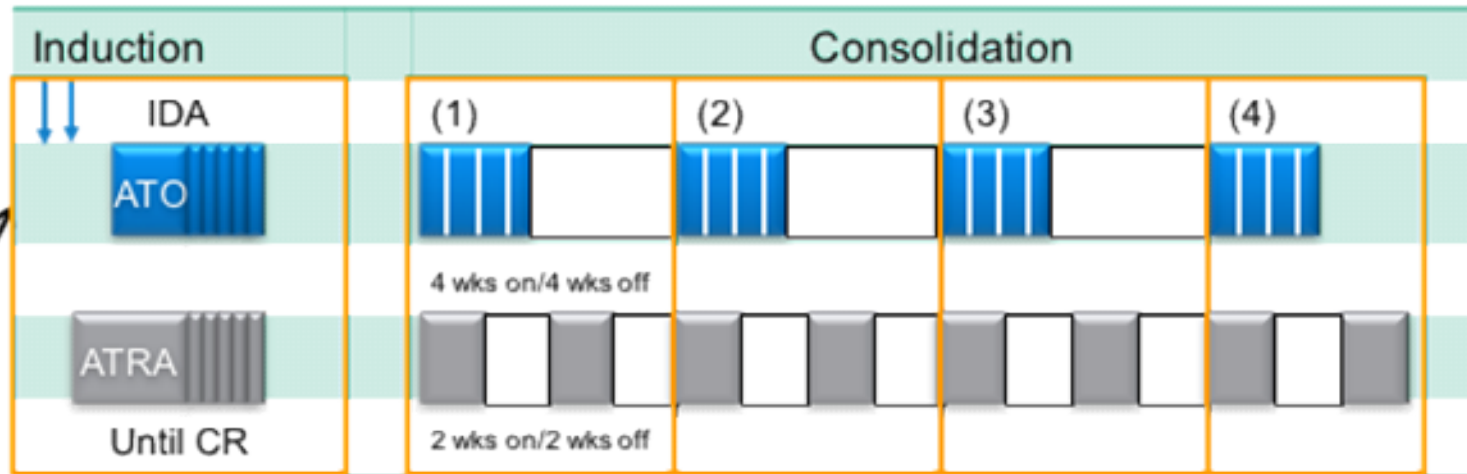 Induction
Consolidation
IDA
(1)
(2)
(3)
(4)
ATO
4 wks on/4 wks off
ATRA
Until CR
2 wks on/2 wks off